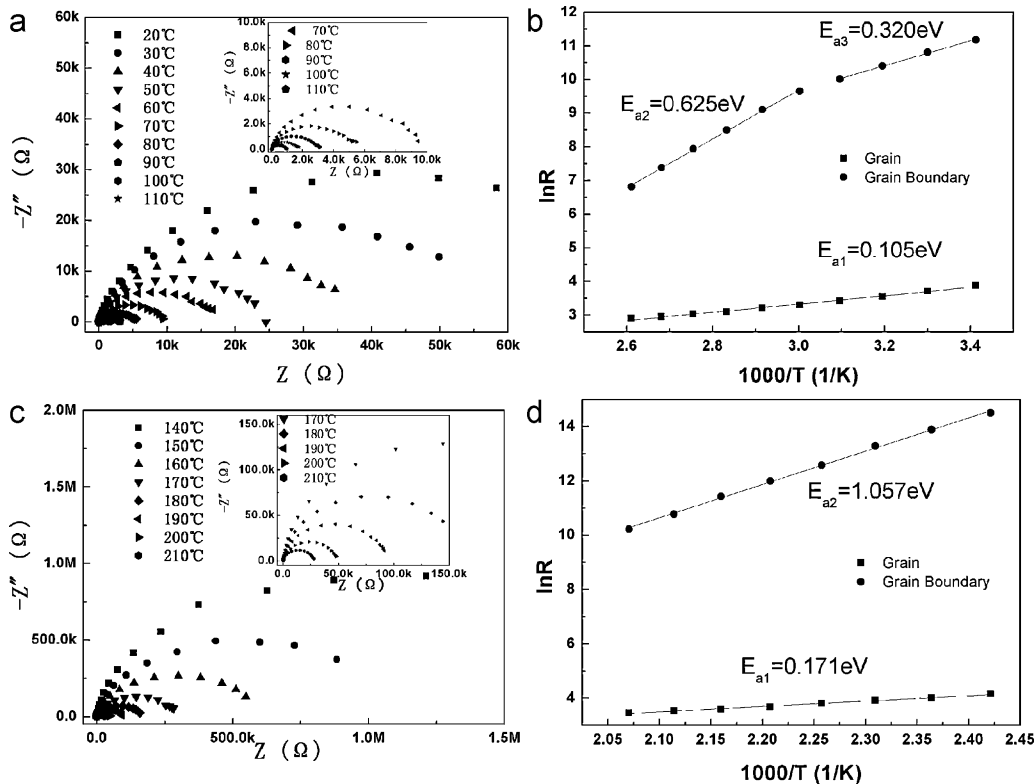 a
60k
50k
40k
30k
20k
10k
0
0
10k
20k
30k
40k
50k
60k
-Z″ (Ω)
Z (Ω)
20℃
30℃
40℃
50℃
60℃
70℃
80℃
90℃
100℃
110℃
10.0k
8.0k
6.0k
4.0k
2.0k
0.0
0.0
2.0k
4.0k
6.0k
8.0k
10.0k
-Z″ (Ω)
Z (Ω)
70℃
80℃
90℃
100℃
110℃
b
12
11
10
9
8
7
6
5
4
3
2.6
2.8
3.0
3.2
3.4
lnR
1000/T (1/K)
Ea3=0.320eV
Ea2=0.625eV
Grain
Grain Boundary
Ea1=0.105eV
c
2.0M
1.5M
1.0M
500.0k
0.0
0.0
500.0k
1.0M
1.5M
-Z″ (Ω)
Z (Ω)
140℃
150℃
160℃
170℃
180℃
190℃
200℃
210℃
150.0k
100.0k
50.0k
0.0
0.0
50.0k
100.0k
150.0k
-Z″ (Ω)
Z (Ω)
170℃
180℃
190℃
200℃
210℃
d
14
12
10
8
6
4
2.05
2.10
2.15
2.20
2.25
2.30
2.35
2.40
2.45
lnR
1000/T (1/K)
Ea2=1.057eV
Grain
Grain Boundary
Ea1=0.171eV